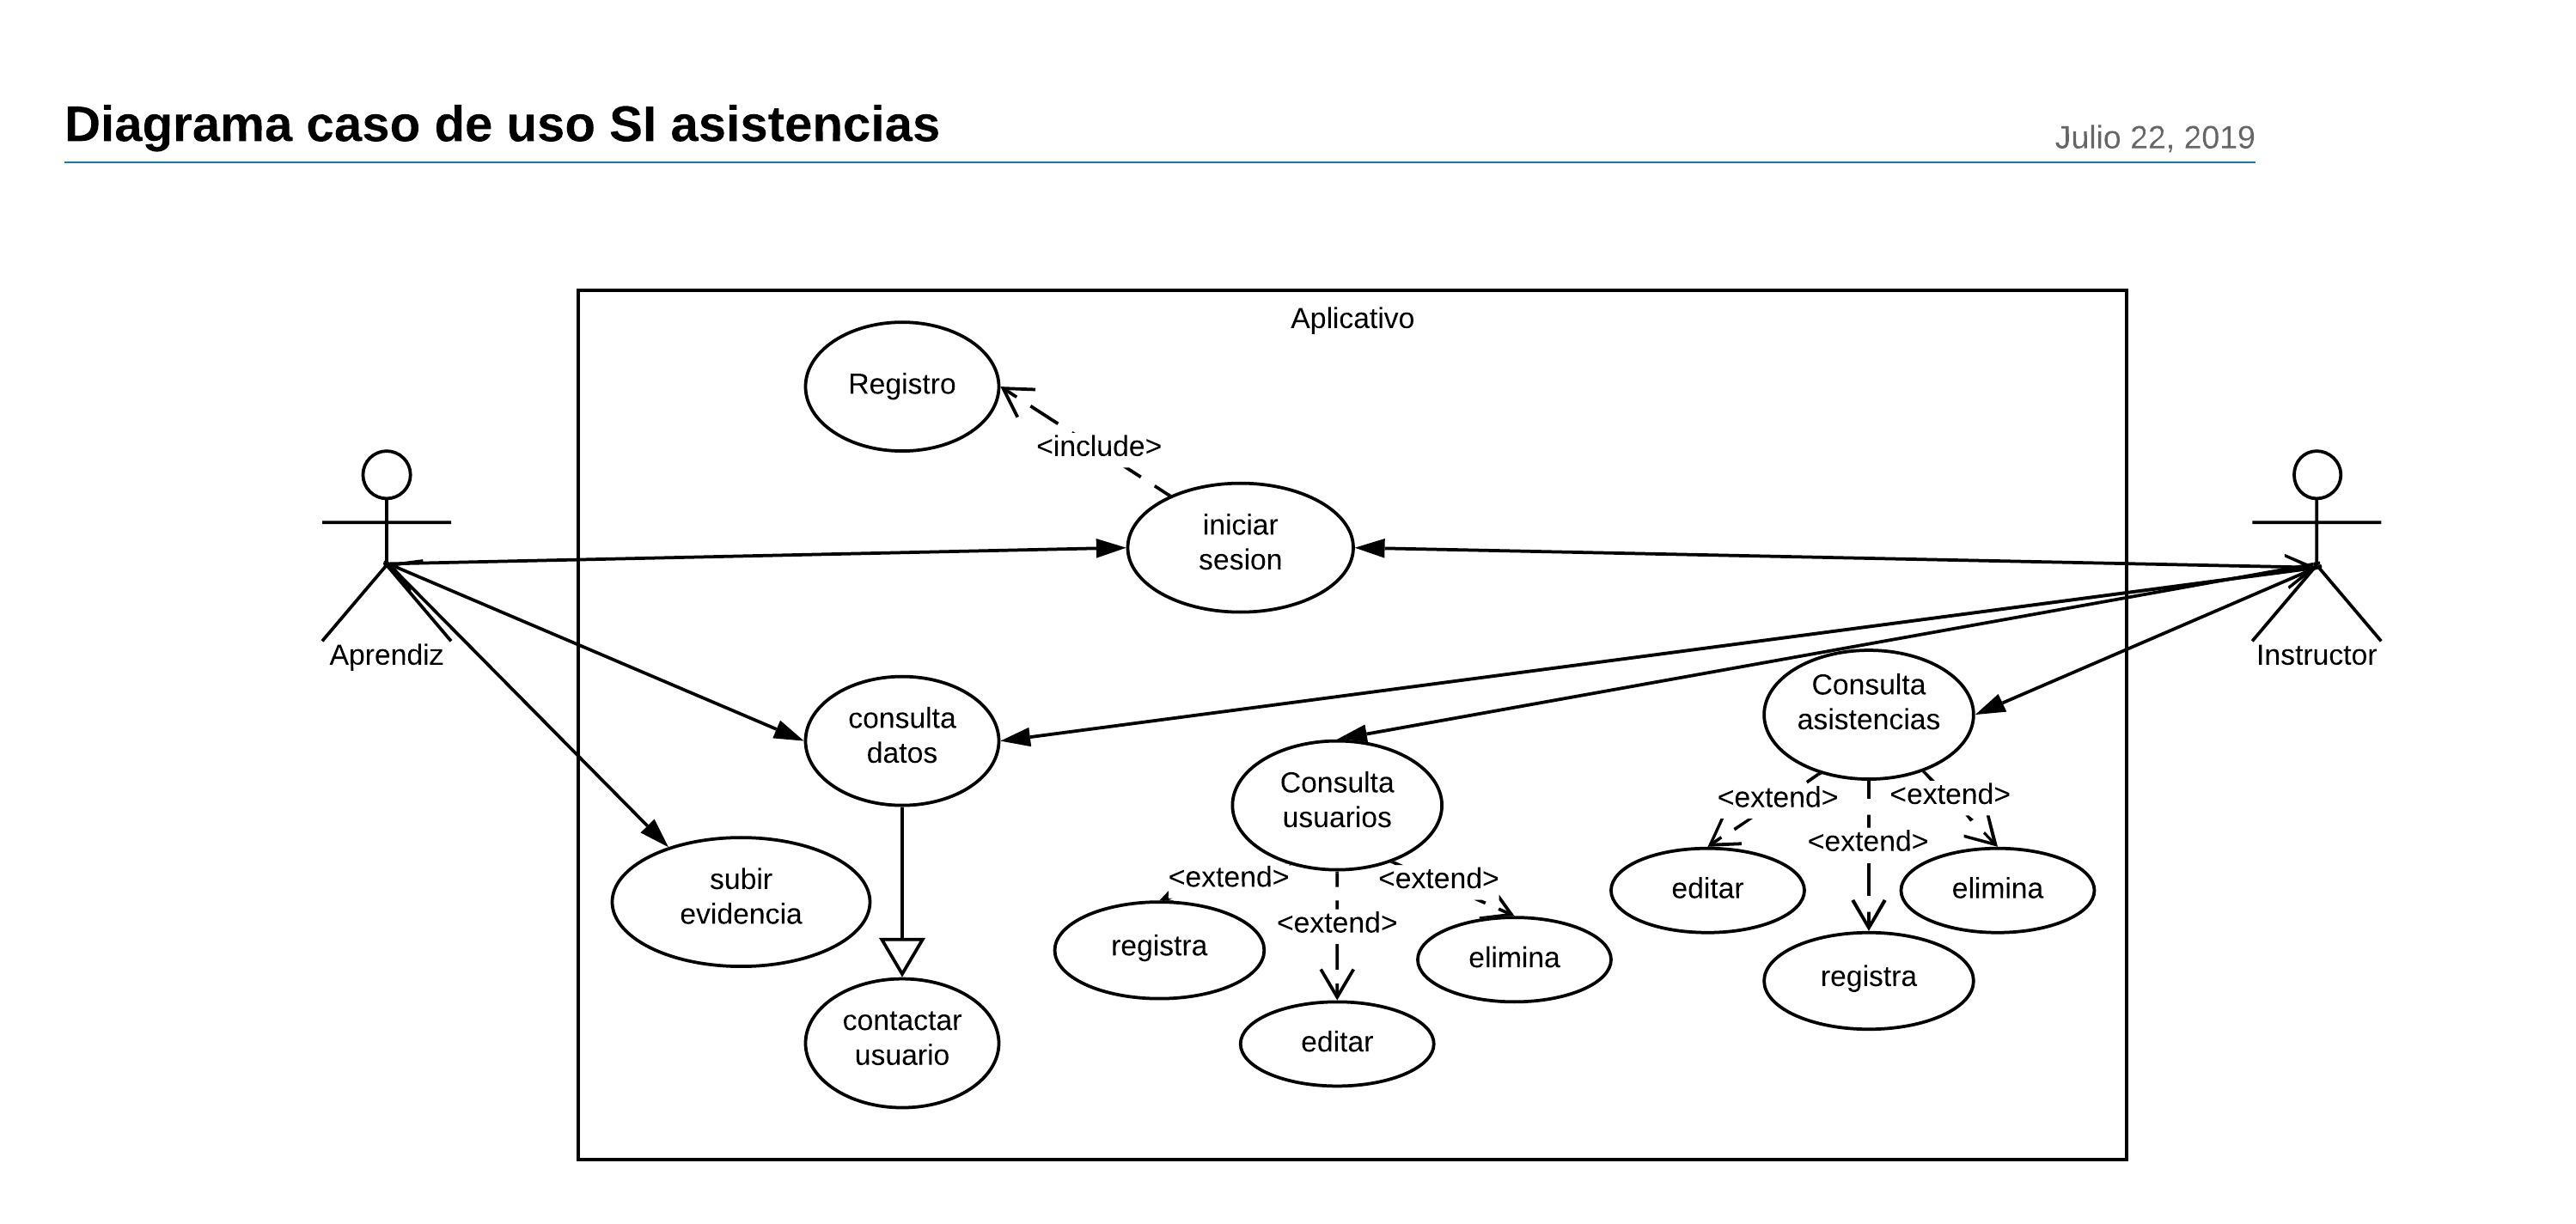 Diagrama caso de uso SI asistencias
Julio 22, 2019
Aplicativo
Registro
<include>
iniciar
sesion
Aprendiz
Instructor
consulta
datos
Consulta
asistencias
Consulta
usuarios
<extend>
<extend>
<extend>
subir
evidencia
<extend>
<extend>
<extend>
editar
elimina
registra
registra
elimina
editar
contactar
usuario